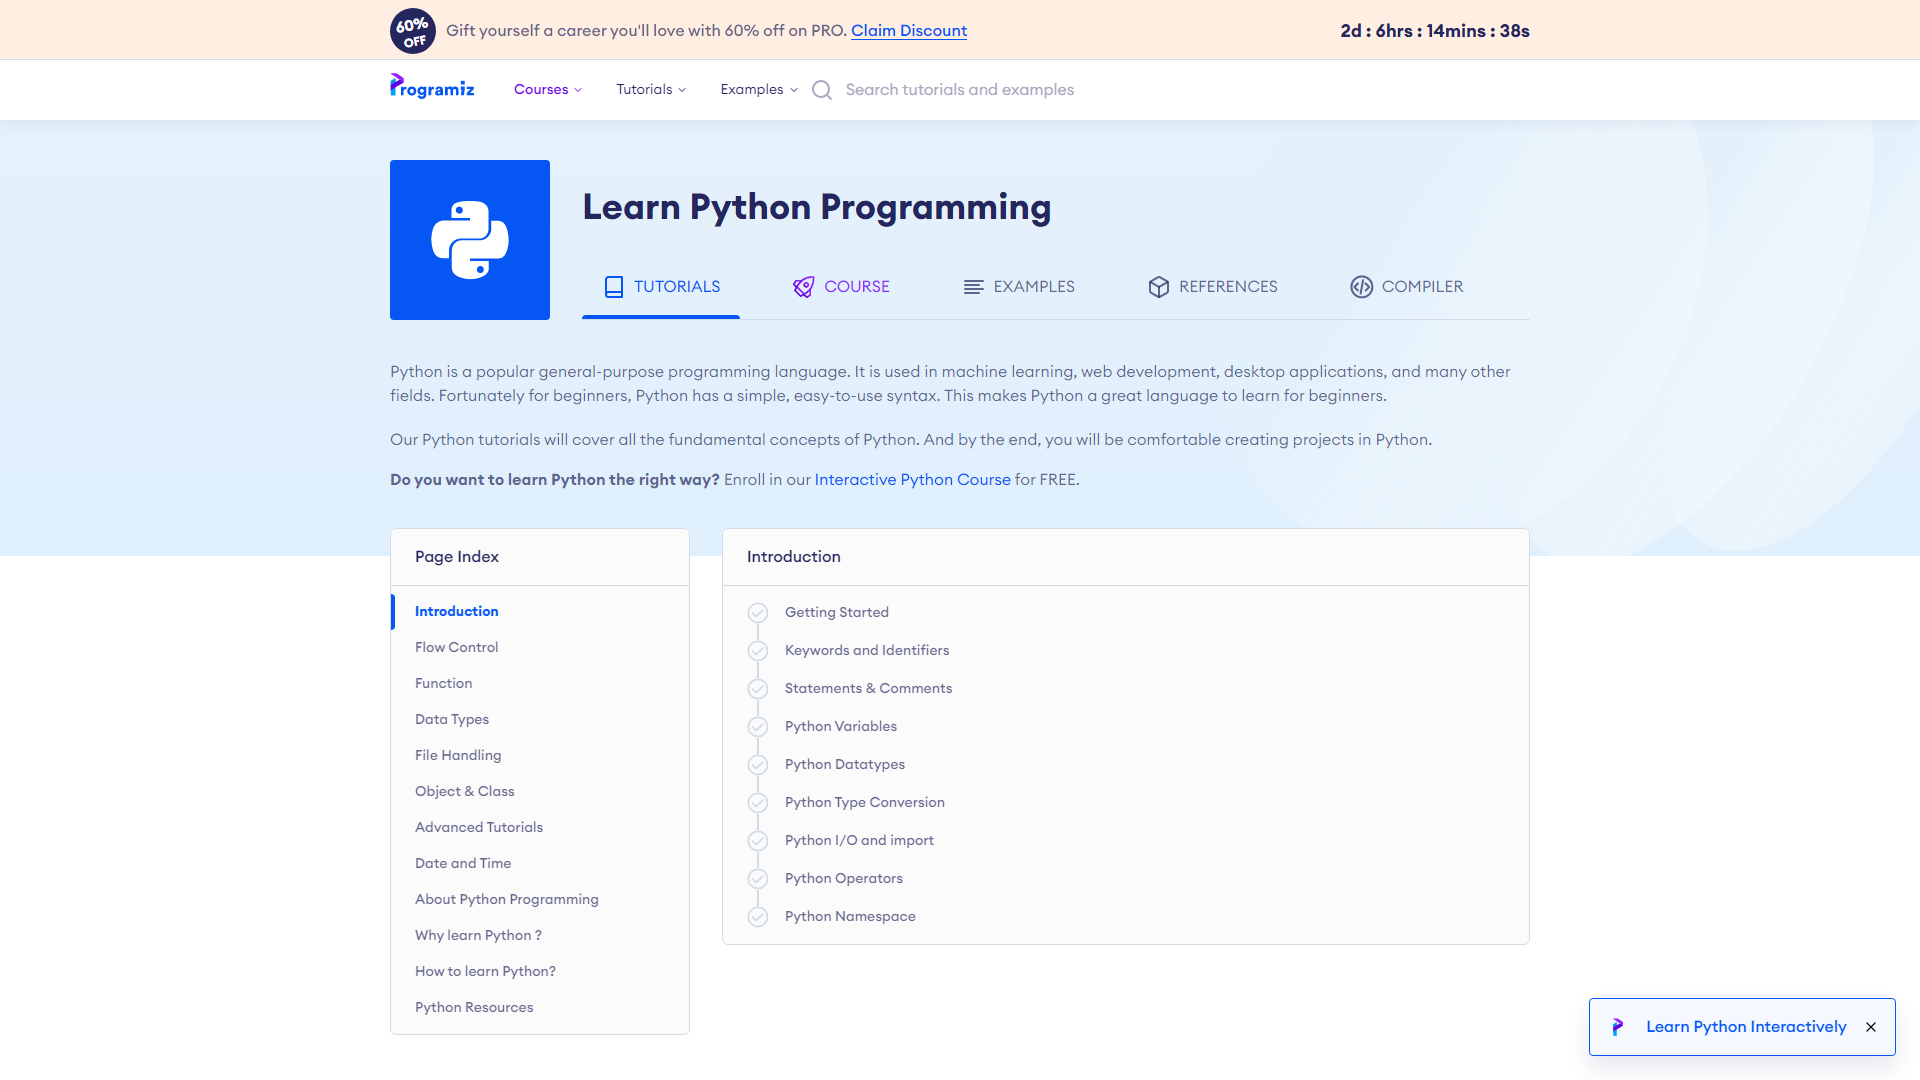 60% OFF
Gift yourself a career you'll love with 60% off on PRO. Claim Discount
2d : 6hrs : 14mins : 38s
Programiz
Courses
Tutorials
Examples
Search tutorials and examples
Learn Python Programming
TUTORIALS
COURSE
EXAMPLES
REFERENCES
COMPILER
Python is a popular general-purpose programming language. It is used in machine learning, web development, desktop applications, and many other
fields. Fortunately for beginners, Python has a simple, easy-to-use syntax. This makes Python a great language to learn for beginners.
Our Python tutorials will cover all the fundamental concepts of Python. And by the end, you will be comfortable creating projects in Python.
Do you want to learn Python the right way? Enroll in our Interactive Python Course for FREE.
Page Index
Introduction
Flow Control
Function
Data Types
File Handling
Object & Class
Advanced Tutorials
Date and Time
About Python Programming
Why learn Python ?
How to learn Python?
Python Resources
Introduction
Getting Started
Keywords and Identifiers
Statements & Comments
Python Variables
Python Datatypes
Python Type Conversion
Python I/O and import
Python Operators
Python Namespace
Learn Python Interactively